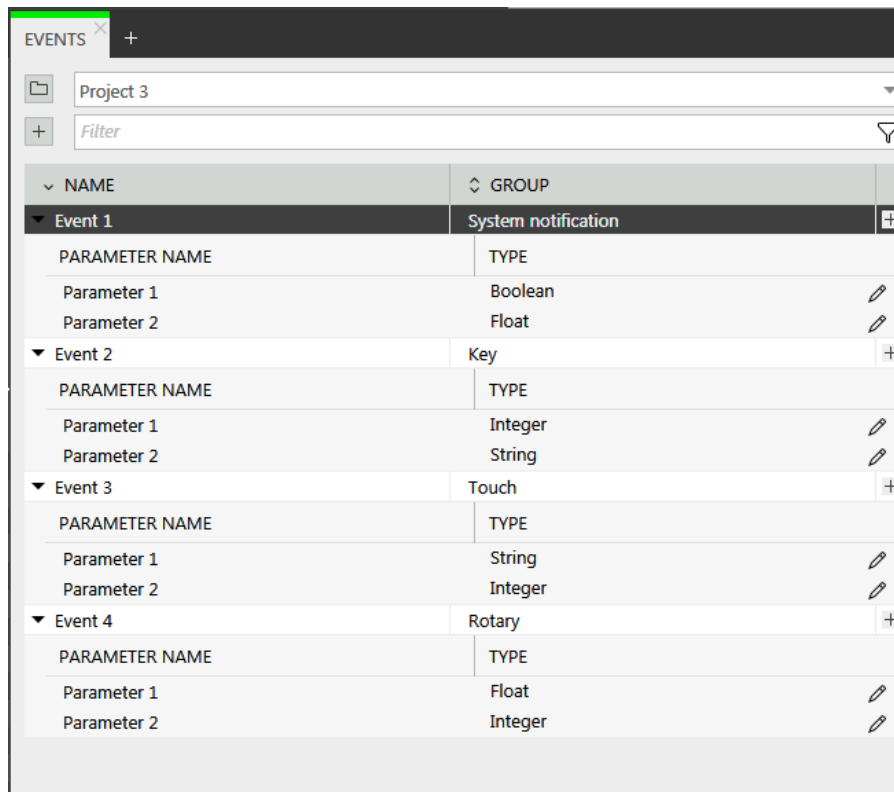 EVENTS
Project 3
Filter
NAME GROUP
Event 1 System notification
PARAMETER NAME TYPE
Parameter 1 Boolean
Parameter 2 Float
Event 2 Key
PARAMETER NAME TYPE
Parameter 1 Integer
Parameter 2 String
Event 3 Touch
PARAMETER NAME TYPE
Parameter 1 String
Parameter 2 Integer
Event 4 Rotary
PARAMETER NAME TYPE
Parameter 1 Float
Parameter 2 Integer